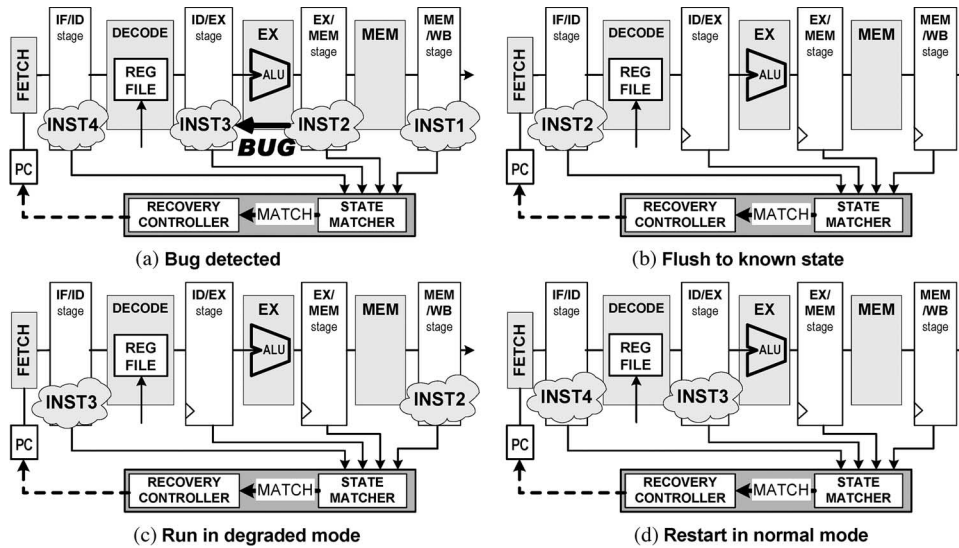 IF/ID
stage
DECODE
ID/EX
stage
EX
EX/
MEM
stage
MEM
MEM
/WB
stage
FETCH
REG
FILE
ALU
INST4
INST3
INST2
INST1
BUG
PC
RECOVERY
CONTROLLER
MATCH
STATE
MATCHER
(a) Bug detected
IF/ID
stage
DECODE
ID/EX
stage
EX
EX/
MEM
stage
MEM
MEM
/WB
stage
FETCH
REG
FILE
ALU
INST2
PC
RECOVERY
CONTROLLER
MATCH
STATE
MATCHER
(b) Flush to known state
IF/ID
stage
DECODE
ID/EX
stage
EX
EX/
MEM
stage
MEM
MEM
/WB
stage
FETCH
REG
FILE
ALU
INST3
INST2
PC
RECOVERY
CONTROLLER
MATCH
STATE
MATCHER
(c) Run in degraded mode
IF/ID
stage
DECODE
ID/EX
stage
EX
EX/
MEM
stage
MEM
MEM
/WB
stage
FETCH
REG
FILE
ALU
INST4
INST3
PC
RECOVERY
CONTROLLER
MATCH
STATE
MATCHER
(d) Restart in normal mode